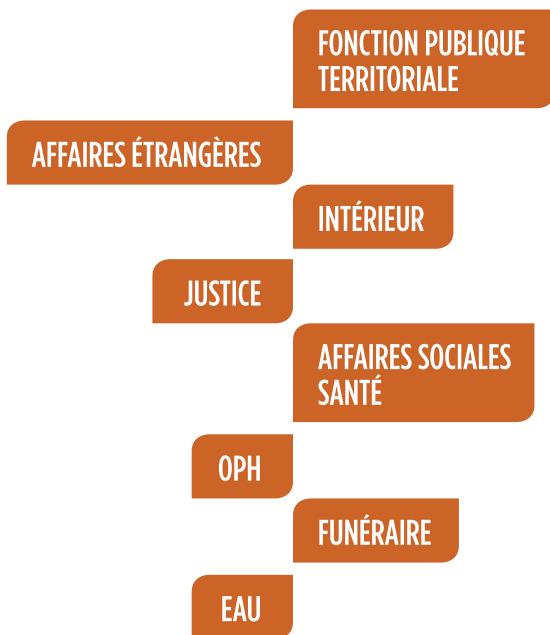 FONCTION PUBLIQUE
TERRITORIALE
AFFAIRES ÉTRANGÈRES
INTÉRIEUR
JUSTICE
AFFAIRES SOCIALES
SANTÉ
OPH
FUNÉRAIRE
EAU